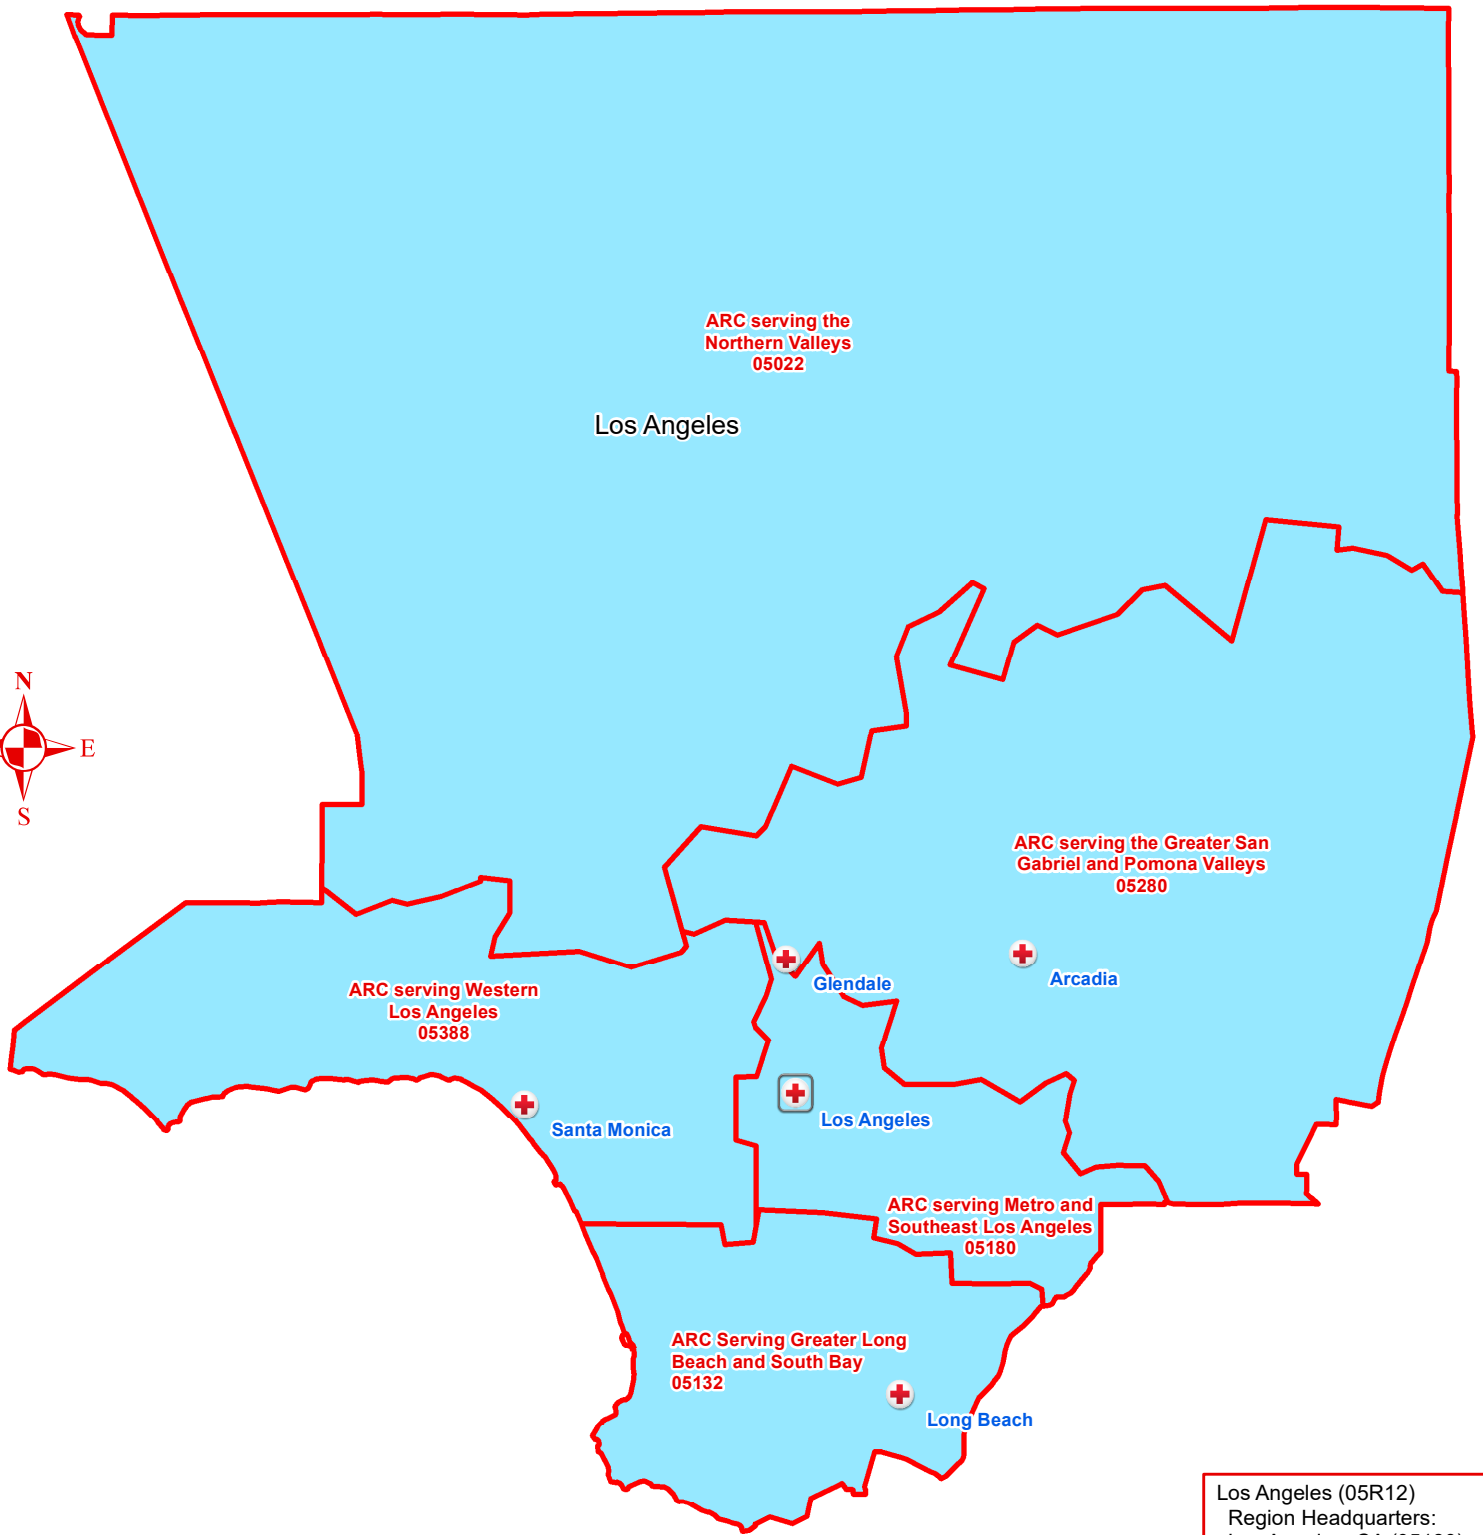 ARC serving the
Northern Valleys
05022
Los Angeles
N
E
S
ARC serving the Greater San
Gabriel and Pomona Valleys
05280
Glendale
Arcadia
ARC serving Western
Los Angeles
05388
Santa Monica
Los Angeles
ARC serving Metro and
Southeast Los Angeles
05180
ARC Serving Greater Long
Beach and South Bay
05132
Long Beach
Los Angeles (05R12)
Region Headquarters: